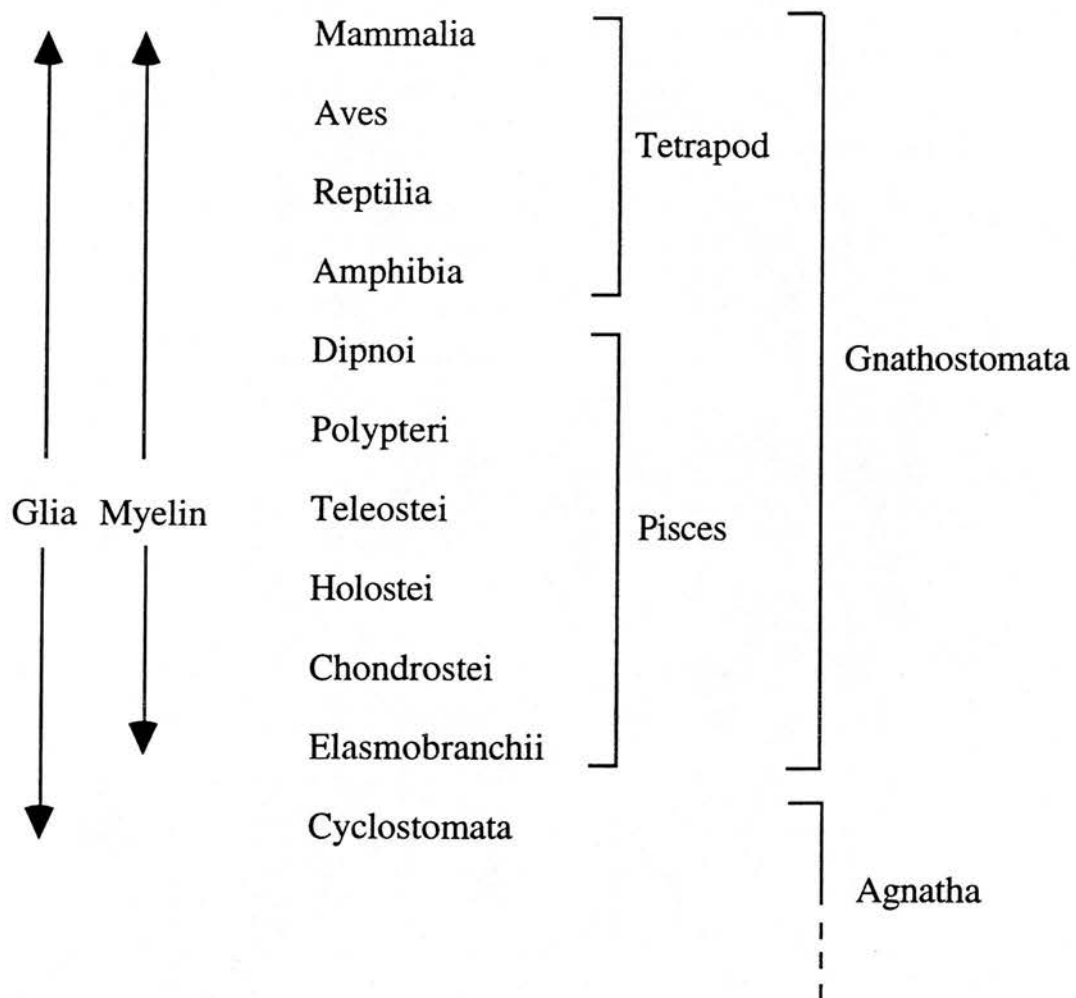 Mammalia
Aves
Tetrapod
Reptilia
Amphibia
Dipnoi
Gnathostomata
Polypteri
Glia Myelin Teleostei
Pisces
Holostei
Chondrostei
Elasmobranchii
Cyclostomata
Agnatha